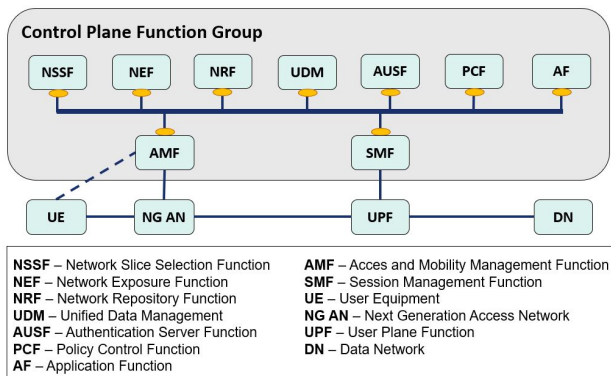 Control Plane Function Group
NSSF NEF NRF UDM AUSF PCF AF
AMF SMF
UE NG AN UPF DN
NSSF – Network Slice Selection Function
NEF – Network Exposure Function
NRF – Network Repository Function
UDM – Unified Data Management
AUSF – Authentication Server Function
PCF – Policy Control Function
AF – Application Function
AMF – Acces and Mobility Management Function
SMF – Session Management Function
UE – User Equipment
NG AN – Next Generation Access Network
UPF – User Plane Function
DN – Data Network